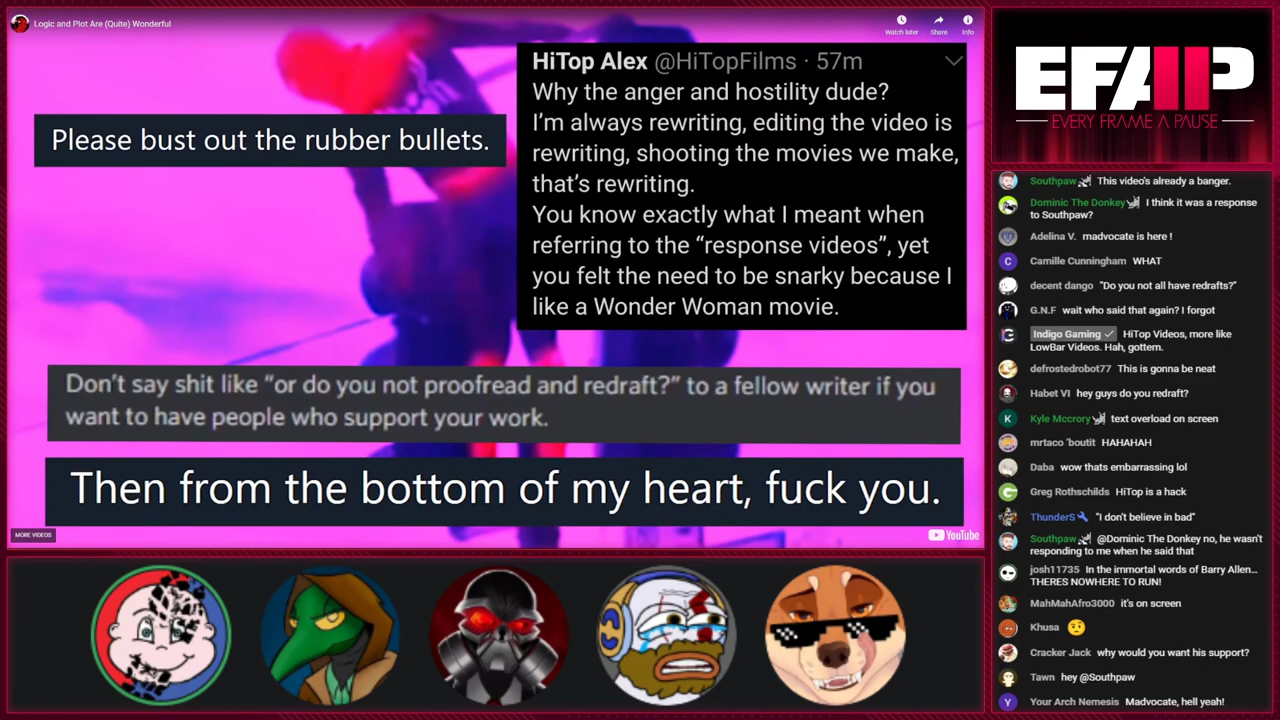 Logic and Plot Are (Quite) Wonderful
Watch later
Share
Info
Please bust out the rubber bullets.
HiTop Alex @HiTopFilms · 57m
Why the anger and hostility dude?
I'm always rewriting, editing the video is
rewriting, shooting the movies we make,
that's rewriting.
You know exactly what I meant when
referring to the “response videos”, yet
you felt the need to be snarky because I
like a Wonder Woman movie.
Don't say shit like “or do you not proofread and redraft?” to a fellow writer if you
want to have people who support your work.
Then from the bottom of my heart, fuck you.
MORE VIDEOS
YouTube
EFAP
EVERY FRAME A PAUSE
Southpaw This video's already a banger.
Dominic The Donkey I think it was a response
to Southpaw?
Adelina V. madvocate is here !
C
Camille Cunningham WHAT
decent dango "Do you not all have redrafts?"
G.N.F wait who said that again? I forgot
Indigo Gaming ✓ HiTop Videos, more like
LowBar Videos. Hah, gottem.
defrostedrobot77 This is gonna be neat
Habet VI hey guys do you redraft?
K
Kyle Mccrory text overload on screen
mrtaco 'boutit HAHAHAH
Daba wow thats embarrassing lol
Greg Rothschilds HiTop is a hack
ThunderS "I don't believe in bad"
Southpaw @Dominic The Donkey no, he wasn't
responding to me when he said that
josh11735 In the immortal words of Barry Allen...
THERES NOWHERE TO RUN!
MahMahAfro3000 it's on screen
Khusa 🤨
Cracker Jack why would you want his support?
Tawn hey @Southpaw
Y
Your Arch Nemesis Madvocate, hell yeah!